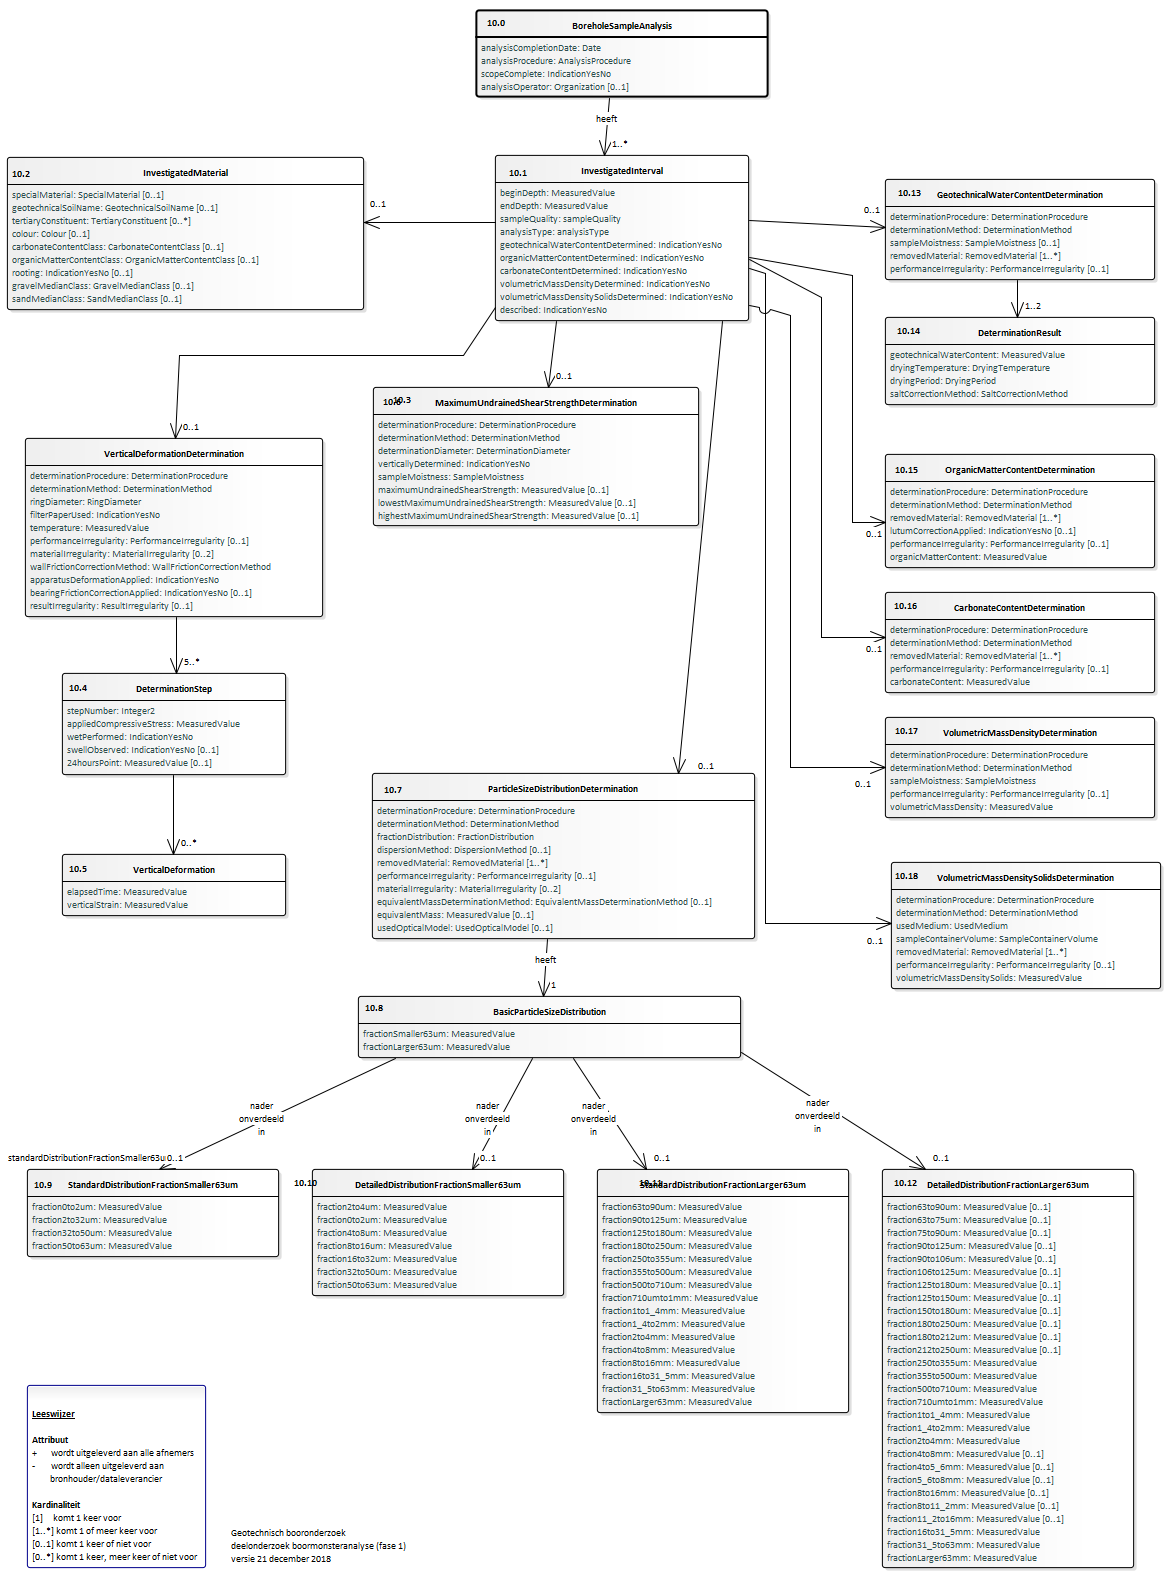 10.0 BoreholeSampleAnalysis
analysisCompletionDate: Date
analysisProcedure: AnalysisProcedure
scopeComplete: IndicationYesNo
analysisOperator: Organization [0..1]
heeft
1..*
10.2 InvestigatedMaterial
specialMaterial: SpecialMaterial [0..1]
geotechnicalSoilName: GeotechnicalSoilName [0..1]
tertiaryConstituent: TertiaryConstituent [0..*]
colour: Colour [0..1]
carbonateContentClass: CarbonateContentClass [0..1]
organicMatterContentClass: OrganicMatterContentClass [0..1]
rooting: IndicationYesNo [0..1]
gravelMedianClass: GravelMedianClass [0..1]
sandMedianClass: SandMedianClass [0..1]
0..1
10.1 InvestigatedInterval
beginDepth: MeasuredValue
endDepth: MeasuredValue
sampleQuality: sampleQuality
analysisType: analysisType
geotechnicalWaterContentDetermined: IndicationYesNo
organicMatterContentDetermined: IndicationYesNo
carbonateContentDetermined: IndicationYesNo
volumetricMassDensityDetermined: IndicationYesNo
volumetricMassDensitySolidsDetermined: IndicationYesNo
described: IndicationYesNo
0..1
10.13 GeotechnicalWaterContentDetermination
determinationProcedure: DeterminationProcedure
determinationMethod: DeterminationMethod
sampleMoistness: SampleMoistness [0..1]
removedMaterial: RemovedMaterial [1..*]
performanceIrregularity: PerformanceIrregularity [0..1]
1..2
10.14 DeterminationResult
geotechnicalWaterContent: MeasuredValue
dryingTemperature: DryingTemperature
dryingPeriod: DryingPeriod
saltCorrectionMethod: SaltCorrectionMethod
0..1
10.3 MaximumUndrainedShearStrengthDetermination
determinationProcedure: DeterminationProcedure
determinationMethod: DeterminationMethod
determinationDiameter: DeterminationDiameter
verticallyDetermined: IndicationYesNo
sampleMoistness: SampleMoistness
maximumUndrainedShearStrength: MeasuredValue [0..1]
lowestMaximumUndrainedShearStrength: MeasuredValue [0..1]
highestMaximumUndrainedShearStrength: MeasuredValue [0..1]
0..1
VerticalDeformationDetermination
determinationProcedure: DeterminationProcedure
determinationMethod: DeterminationMethod
ringDiameter: RingDiameter
filterPaperUsed: IndicationYesNo
temperature: MeasuredValue
performanceIrregularity: PerformanceIrregularity [0..1]
materialIrregularity: MaterialIrregularity [0..2]
wallFrictionCorrectionMethod: WallFrictionCorrectionMethod
apparatusDeformationApplied: IndicationYesNo
bearingFrictionCorrectionApplied: IndicationYesNo [0..1]
resultIrregularity: ResultIrregularity [0..1]
5..*
10.4 DeterminationStep
stepNumber: Integer2
appliedCompressiveStress: MeasuredValue
wetPerformed: IndicationYesNo
swellObserved: IndicationYesNo [0..1]
24hoursPoint: MeasuredValue [0..1]
0..*
10.5 VerticalDeformation
elapsedTime: MeasuredValue
verticalStrain: MeasuredValue
10.15 OrganicMatterContentDetermination
determinationProcedure: DeterminationProcedure
determinationMethod: DeterminationMethod
removedMaterial: RemovedMaterial [1..*]
lutumCorrectionApplied: IndicationYesNo [0..1]
performanceIrregularity: PerformanceIrregularity [0..1]
organicMatterContent: MeasuredValue
0..1
10.16 CarbonateContentDetermination
determinationProcedure: DeterminationProcedure
determinationMethod: DeterminationMethod
removedMaterial: RemovedMaterial [1..*]
performanceIrregularity: PerformanceIrregularity [0..1]
carbonateContent: MeasuredValue
0..1
10.17 VolumetricMassDensityDetermination
determinationProcedure: DeterminationProcedure
determinationMethod: DeterminationMethod
sampleMoistness: SampleMoistness
performanceIrregularity: PerformanceIrregularity [0..1]
volumetricMassDensity: MeasuredValue
0..1
10.18 VolumetricMassDensitySolidsDetermination
determinationProcedure: DeterminationProcedure
determinationMethod: DeterminationMethod
usedMedium: UsedMedium
sampleContainerVolume: SampleContainerVolume
removedMaterial: RemovedMaterial [1..*]
performanceIrregularity: PerformanceIrregularity [0..1]
volumetricMassDensitySolids: MeasuredValue
0..1
0..1
10.7 ParticleSizeDistributionDetermination
determinationProcedure: DeterminationProcedure
determinationMethod: DeterminationMethod
fractionDistribution: FractionDistribution
dispersionMethod: DispersionMethod [0..1]
removedMaterial: RemovedMaterial [1..*]
performanceIrregularity: PerformanceIrregularity [0..1]
materialIrregularity: MaterialIrregularity [0..2]
equivalentMassDeterminationMethod: EquivalentMassDeterminationMethod [0..1]
equivalentMass: MeasuredValue [0..1]
usedOpticalModel: UsedOpticalModel [0..1]
heeft
1
10.8 BasicParticleSizeDistribution
fractionSmaller63um: MeasuredValue
fractionLarger63um: MeasuredValue
nader
onverdeeld
in
nader
onverdeeld
in
nader
onverdeeld
in
nader
onverdeeld
in
standardDistributionFractionSmaller63u 0..1
0..1
0..1
0..1
10.9 StandardDistributionFractionSmaller63um
fraction0to2um: MeasuredValue
fraction2to32um: MeasuredValue
fraction32to50um: MeasuredValue
fraction50to63um: MeasuredValue
10.10 DetailedDistributionFractionSmaller63um
fraction2to4um: MeasuredValue
fraction0to2um: MeasuredValue
fraction4to8um: MeasuredValue
fraction8to16um: MeasuredValue
fraction16to32um: MeasuredValue
fraction32to50um: MeasuredValue
fraction50to63um: MeasuredValue
StandardDistributionFractionLarger63um
fraction63to90um: MeasuredValue
fraction90to125um: MeasuredValue
fraction125to180um: MeasuredValue
fraction180to250um: MeasuredValue
fraction250to355um: MeasuredValue
fraction355to500um: MeasuredValue
fraction500to710um: MeasuredValue
fraction710umto1mm: MeasuredValue
fraction1to1_4mm: MeasuredValue
fraction1_4to2mm: MeasuredValue
fraction2to4mm: MeasuredValue
fraction4to8mm: MeasuredValue
fraction8to16mm: MeasuredValue
fraction16to31_5mm: MeasuredValue
fraction31_5to63mm: MeasuredValue
fractionLarger63mm: MeasuredValue
10.12 DetailedDistributionFractionLarger63um
fraction63to90um: MeasuredValue [0..1]
fraction63to75um: MeasuredValue [0..1]
fraction75to90um: MeasuredValue [0..1]
fraction90to125um: MeasuredValue [0..1]
fraction90to106um: MeasuredValue [0..1]
fraction106to125um: MeasuredValue [0..1]
fraction125to180um: MeasuredValue [0..1]
fraction125to150um: MeasuredValue [0..1]
fraction150to180um: MeasuredValue [0..1]
fraction180to250um: MeasuredValue [0..1]
fraction180to212um: MeasuredValue [0..1]
fraction212to250um: MeasuredValue [0..1]
fraction250to355um: MeasuredValue
fraction355to500um: MeasuredValue
fraction500to710um: MeasuredValue
fraction710umto1mm: MeasuredValue
fraction1to1_4mm: MeasuredValue
fraction1_4to2mm: MeasuredValue
fraction2to4mm: MeasuredValue
fraction4to8mm: MeasuredValue [0..1]
fraction4to5_6mm: MeasuredValue [0..1]
fraction5_6to8mm: MeasuredValue [0..1]
fraction8to16mm: MeasuredValue [0..1]
fraction8to11_2mm: MeasuredValue [0..1]
fraction11_2to16mm: MeasuredValue [0..1]
fraction16to31_5mm: MeasuredValue
fraction31_5to63mm: MeasuredValue
fractionLarger63mm: MeasuredValue
Leeswijzer
Attribuut
+ wordt uitgeleverd aan alle afnemers
- wordt alleen uitgeleverd aan
bronhouder/dataleverancier
Kardinaliteit
[1] komt 1 keer voor
[1..*] komt 1 of meer keer voor
[0..1] komt 1 keer of niet voor
[0..*] komt 1 keer, meer keer of niet voor
Geotechnisch booronderzoek
deelonderzoek boormonsteranalyse (fase 1)
versie 21 december 2018